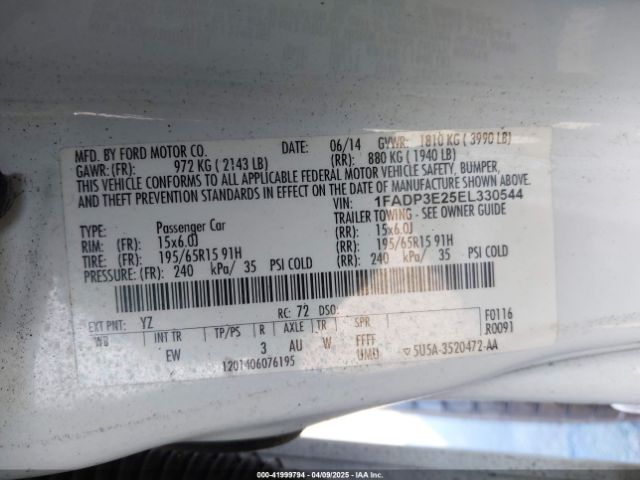 MFD. BY FORD MOTOR CO. DATE: 06/14 GVWR: 1810 KG ( 3990 LB)
GAWR: (FR): 972 KG ( 2143 LB) (RR): 880 KG ( 1940 LB)
THIS VEHICLE CONFORMS TO ALL APPLICABLE FEDERAL MOTOR VEHICLE SAFETY, BUMPER,
AND THEFT PREVENTION STANDARDS IN EFFECT ON THE DATE OF MANUFACTURE SHOWN ABOVE.
VIN: 1FADP3E25EL330544
TYPE: Passenger Car TRAILER TOWING - SEE OWNER GUIDE
RIM: (FR): 15x6.0J (RR): 15x6.0J
TIRE: (FR): 195/65R15 91H (RR): 195/65R15 91H
PRESSURE: (FR): 240 kPa/ 35 PSI COLD (RR): 240 kPa/ 35 PSI COLD
EXT PNT: YZ RC: 72 DSO: F0116
WB INT TR TP/PS R AXLE TR SPR R0091
EW 3 AU W FFFF
UMD
1201406076195 5U5A-3520472-AA
000-41999794 - 04/09/2025 - IAA Inc.